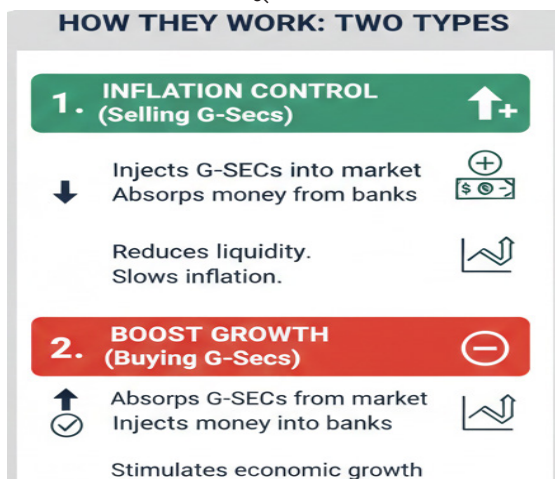 HOW THEY WORK: TWO TYPES
1. INFLATION CONTROL
(Selling G-Secs)
Injects G-SECs into market
Absorps money from banks
Reduces liquidity.
Slows inflation.
2. BOOST GROWTH
(Buying G-Secs)
Absorps G-SECs from market
Injects money into banks
Stimulates economic growth